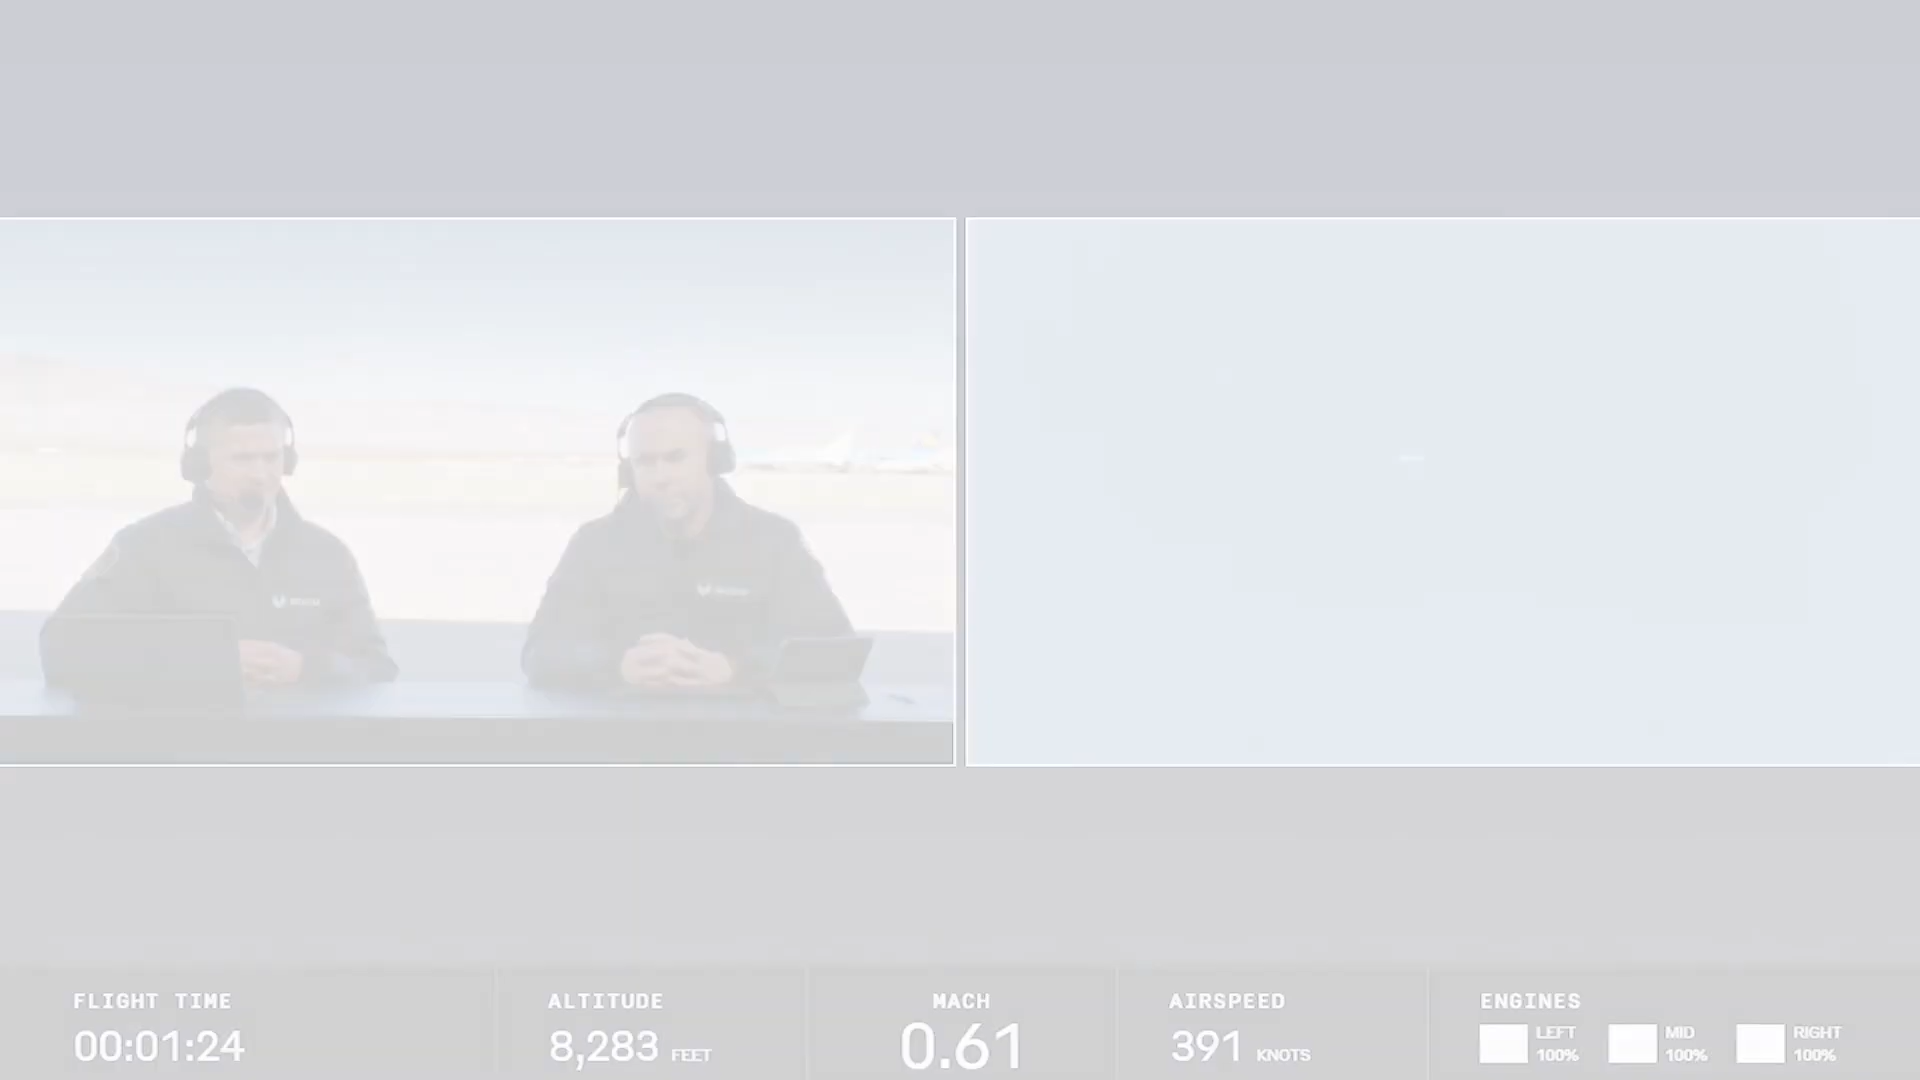 FLIGHT TIME
00:01:24
ALTITUDE
8,283 FEET
MACH
0.61
AIRSPEED
391 KNOTS
ENGINES
LEFT
100%
MID
100%
RIGHT
100%